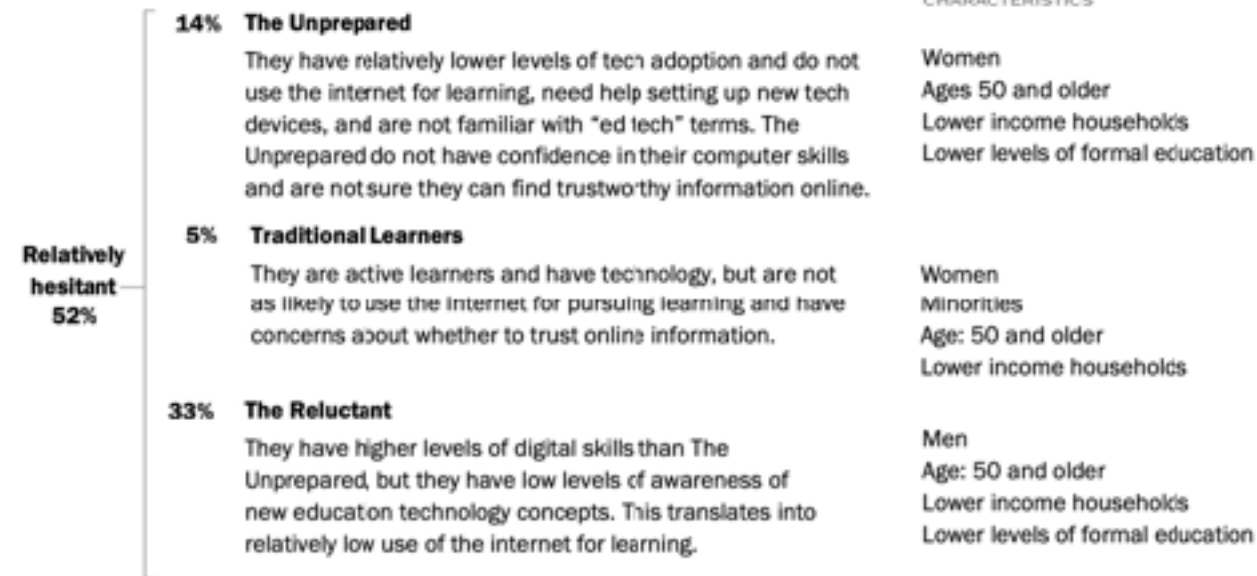 CHARACTERISTICS
14% The Unprepared
They have relatively lower levels of tech adoption and do not
use the internet for learning, need help setting up new tech
devices, and are not familiar with “ed tech” terms. The
Unprepared do not have confidence in their computer skills
and are not sure they can find trustworthy information online.
Women
Ages 50 and older
Lower income households
Lower levels of formal education
Relatively
hesitant
52%
5% Traditional Learners
They are active learners and have technology, but are not
as likely to use the internet for pursuing learning and have
concerns about whether to trust online information.
Women
Minorities
Age: 50 and older
Lower income households
33% The Reluctant
They have higher levels of digital skills than The
Unprepared, but they have low levels of awareness of
new education technology concepts. This translates into
relatively low use of the internet for learning.
Men
Age: 50 and older
Lower income households
Lower levels of formal education